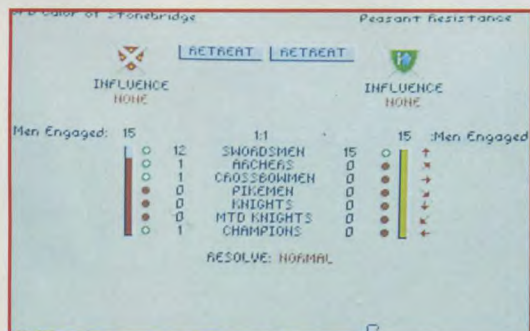 of Stonebridge Peasant Resistance
RETREAT RETREAT
INFLUENCE INFLUENCE
NONE NONE
Men Engaged: 15 1:1 15 :Men Engaged
12 SWORDSMEN 15
1 ARCHERS 0
1 CROSSBOWMEN 0
0 PIKEMEN 0
0 KNIGHTS 0
0 MTD KNIGHTS 0
1 CHAMPIONS 0
RESOLVE: NORMAL